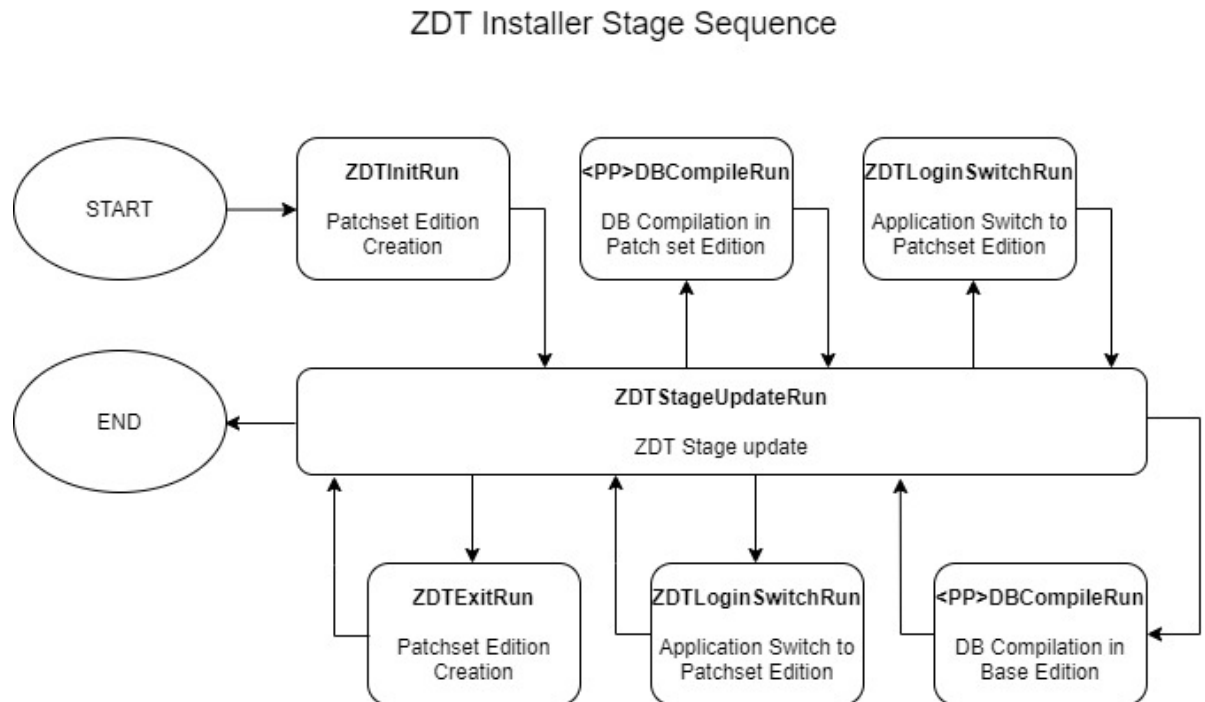 ZDT Installer Stage Sequence
START
ZDTInitRun
Patchset Edition
Creation
<PP>DBCompileRun
DB Compilation in
Patch set Edition
ZDTLoginSwitchRun
Application Switch to
Patchset Edition
END
ZDTStageUpdateRun
ZDT Stage update
ZDTExitRun
Patchset Edition
Creation
ZDTLoginSwitchRun
Application Switch to
Patchset Edition
<PP>DBCompileRun
DB Compilation in
Base Edition